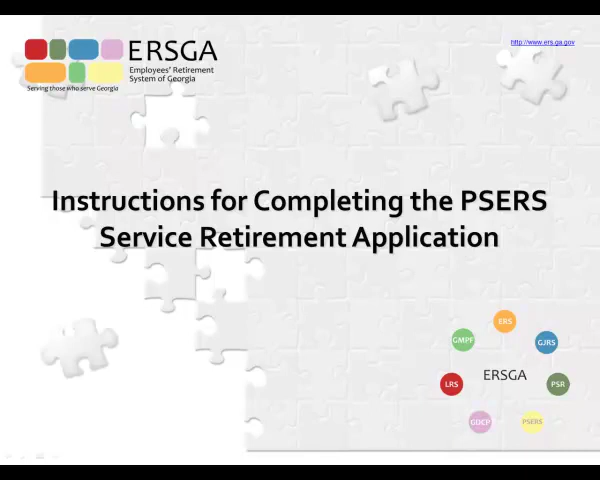 http://www.ers.ga.gov
ERSGA
Employees' Retirement
System of Georgia
Serving those who serve Georgia
Instructions for Completing the PSERS
Service Retirement Application
ERS
GMPF
GJRS
ERSGA
LRS
PSR
GDCP
PSERS